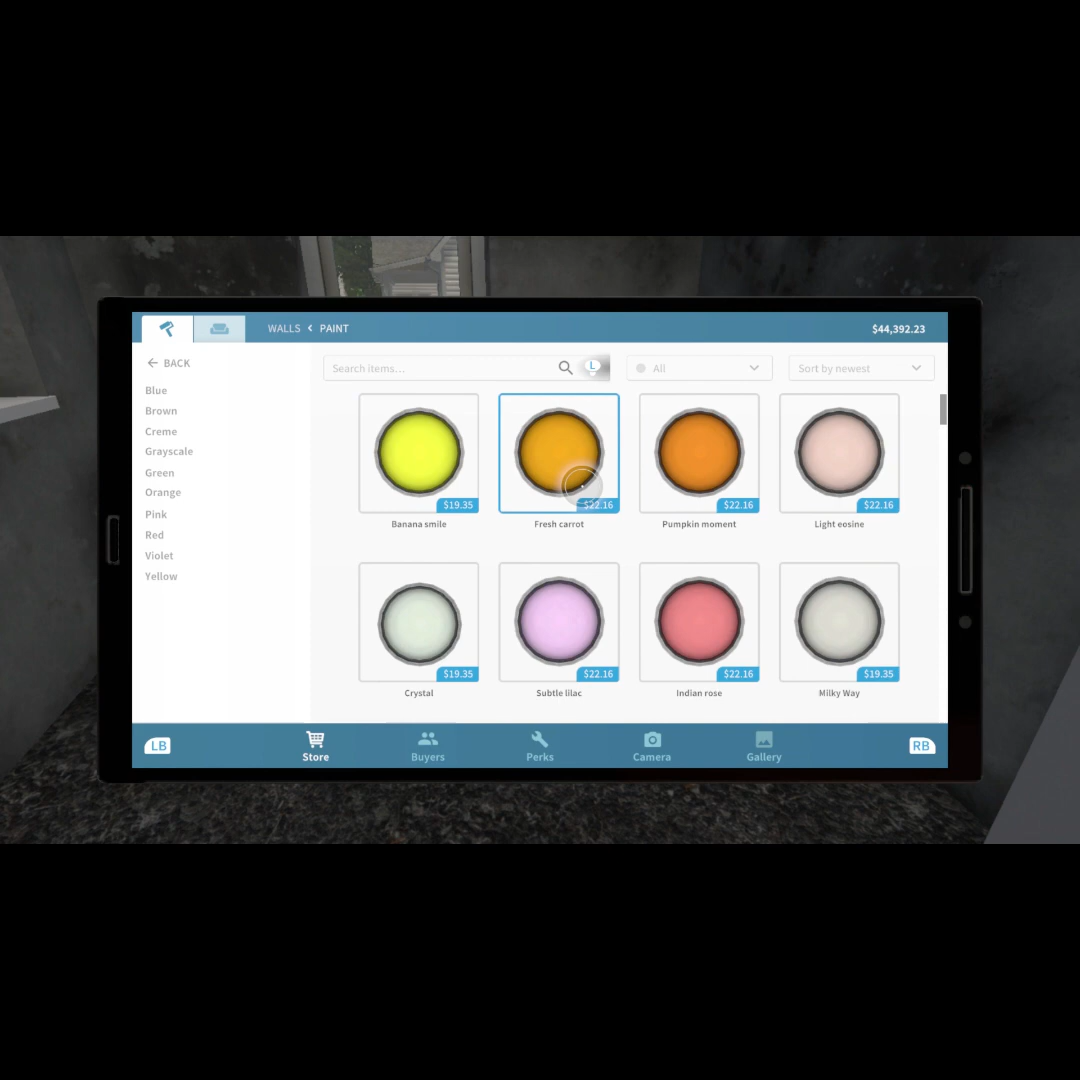 WALLS < PAINT
$44,392.23
BACK
Search items...
L
All
Sort by newest
Blue
Brown
Creme
Grayscale
Green
Orange
Pink
Red
Violet
Yellow
$19.35
$22.16
$22.16
$22.16
Banana smile
Fresh carrot
Pumpkin moment
Light eosine
$19.35
$22.16
$22.16
$19.35
Crystal
Subtle lilac
Indian rose
Milky Way
LB
Store
Buyers
Perks
Camera
Gallery
RB